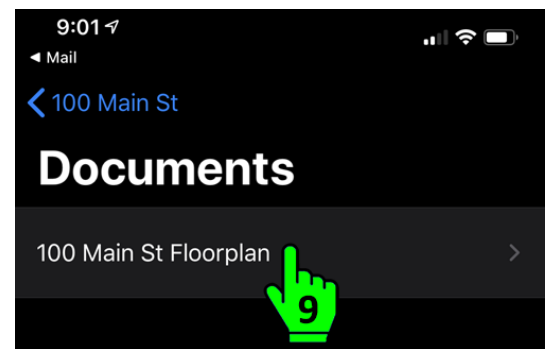 9:01
◀ Mail
100 Main St
Documents
100 Main St Floorplan
9